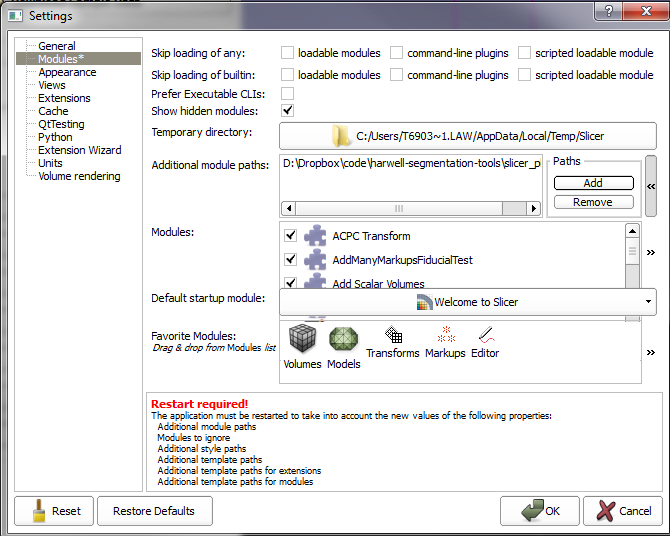 Settings
General
Modules*
Appearance
Views
Extensions
Cache
QtTesting
Python
Extension Wizard
Units
Volume rendering
Skip loading of any: loadable modules command-line plugins scripted loadable module
Skip loading of builtin: loadable modules command-line plugins scripted loadable module
Prefer Executable CLIs:
Show hidden modules:
Temporary directory: C:/Users/T6903~1.LAW/AppData/Local/Temp/Slicer
Additional module paths: D:\Dropbox\code\harwell-segmentation-tools\slicer_p
Paths
Add
Remove
Modules:
ACPC Transform
AddManyMarkupsFiducialTest
Add Scalar Volumes
Default startup module: Welcome to Slicer
Favorite Modules:
Drag & drop from Modules list
Volumes Models Transforms Markups Editor
Restart required!
The application must be restarted to take into account the new values of the following properties:
Additional module paths
Modules to ignore
Additional style paths
Additional template paths
Additional template paths for extensions
Additional template paths for modules
Reset Restore Defaults OK Cancel